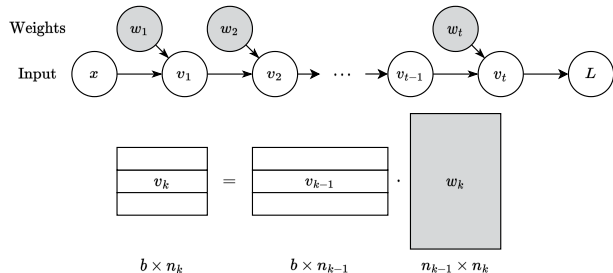 Weights w₁ w₂ wₜ
Input x v₁ v₂ ⋯ vₜ₋₁ vₜ L
vₖ = vₖ₋₁ · wₖ
b × nₖ b × nₖ₋₁ nₖ₋₁ × nₖ